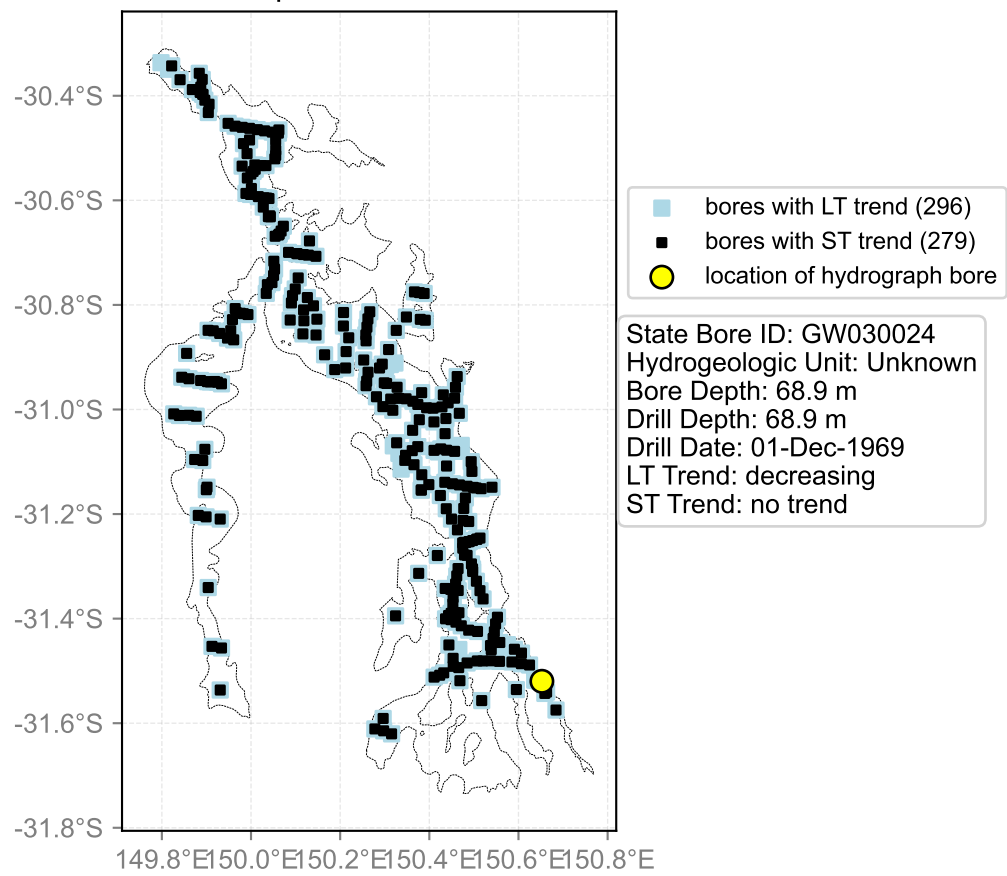 -30.4°S
-30.6°S
-30.8°S
-31.0°S
-31.2°S
-31.4°S
-31.6°S
-31.8°S
149.8°E150.0°E150.2°E150.4°E150.6°E150.8°E
bores with LT trend (296)
bores with ST trend (279)
location of hydrograph bore
State Bore ID: GW030024
Hydrogeologic Unit: Unknown
Bore Depth: 68.9 m
Drill Depth: 68.9 m
Drill Date: 01-Dec-1969
LT Trend: decreasing
ST Trend: no trend